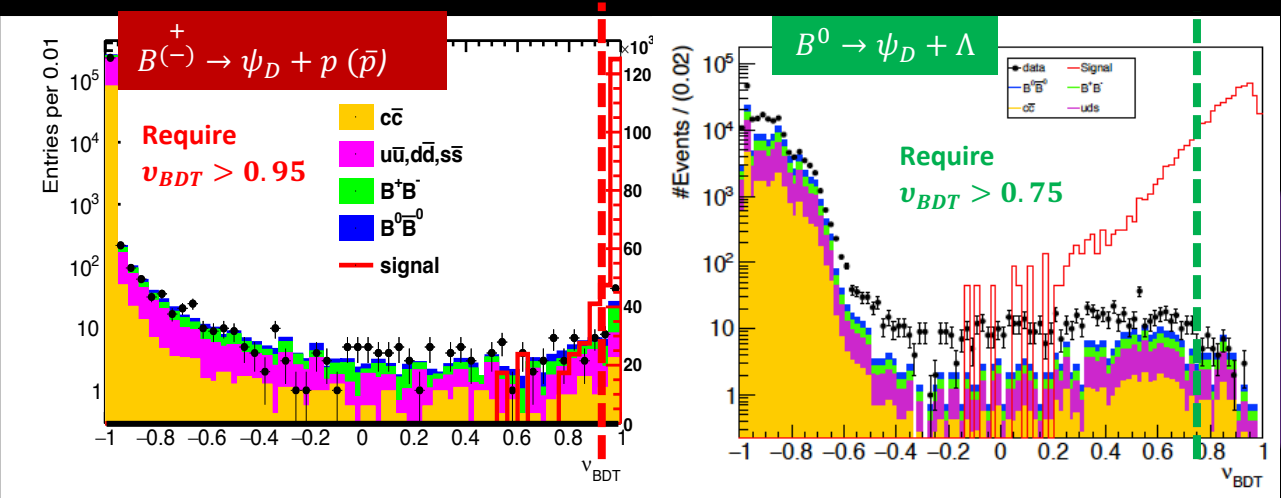 +
B(−) → ψ_D + p (p̄)
Entries per 0.01
×10³
10⁵
10⁴
10³
10²
10
1
Require
υ_BDT > 0.95
cc̄
uū,dd̄,ss̄
B⁺B⁻
B⁰B̄⁰
signal
120
100
80
60
40
20
0
−1 −0.8 −0.6 −0.4 −0.2 0 0.2 0.4 0.6 0.8 1
ν_BDT
B⁰ → ψ_D + Λ
#Events / (0.02)
10⁵
10⁴
10³
10²
10
1
data Signal
B⁰B̄⁰ B⁺B⁻
cc̄ uds
Require
υ_BDT > 0.75
−1 −0.8 −0.6 −0.4 −0.2 0 0.2 0.4 0.6 0.8 1
ν_BDT